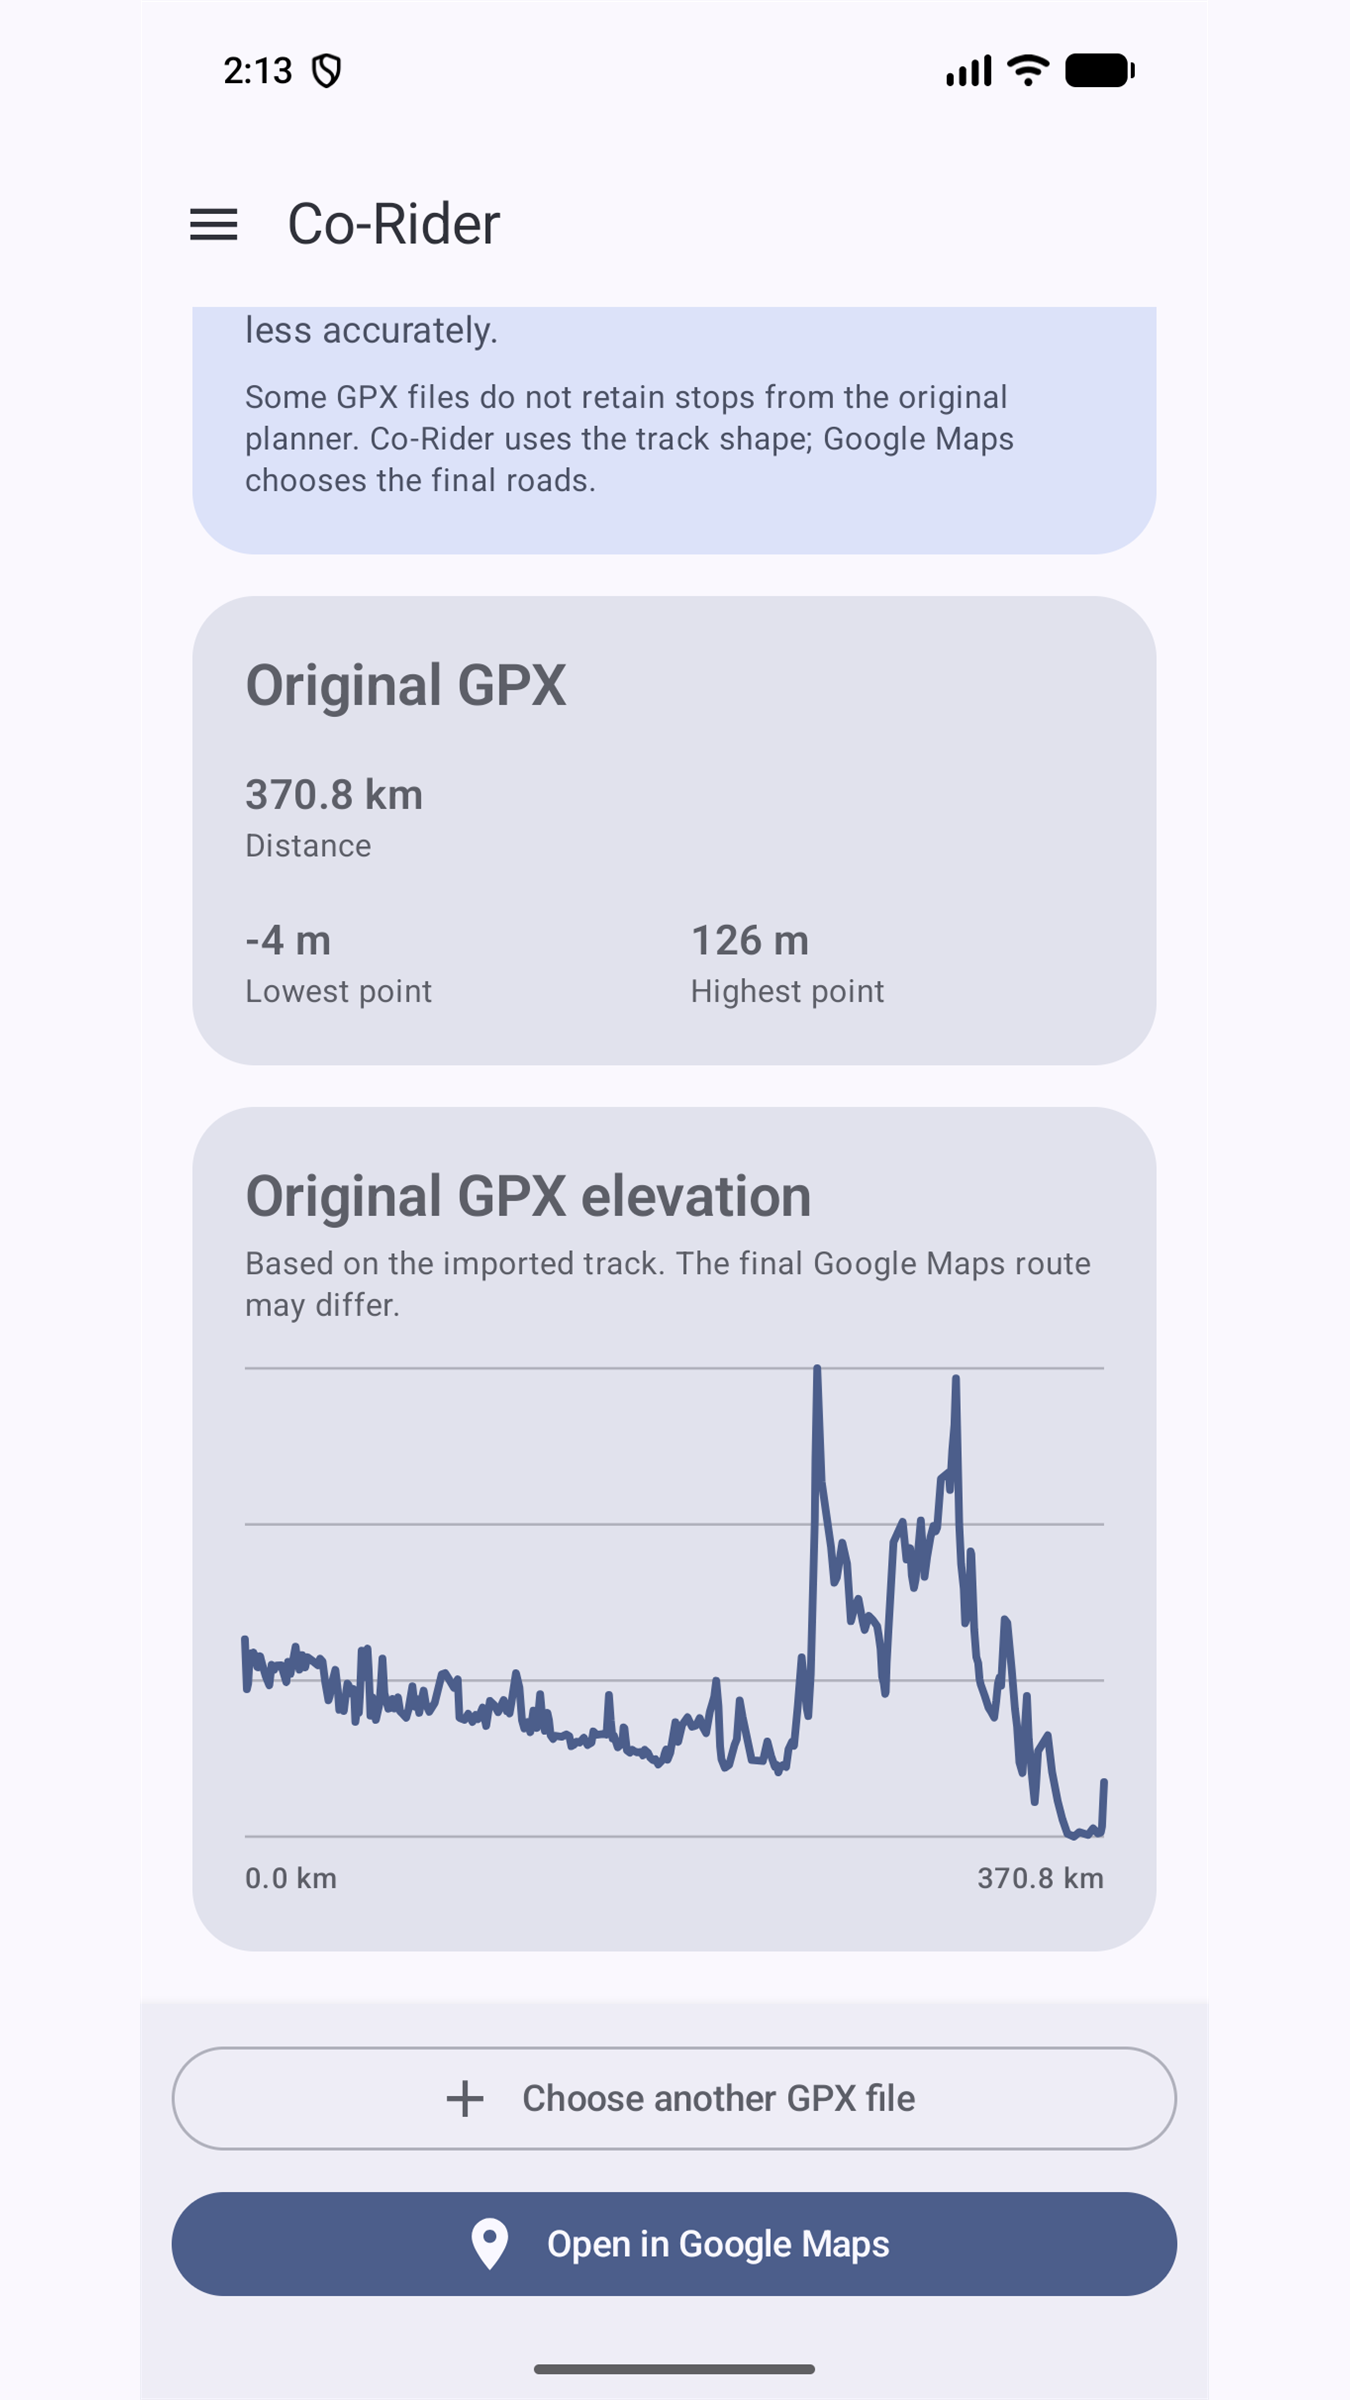 2:13
Co-Rider
less accurately.
Some GPX files do not retain stops from the original
planner. Co-Rider uses the track shape; Google Maps
chooses the final roads.
Original GPX
370.8 km
Distance
-4 m
Lowest point
126 m
Highest point
Original GPX elevation
Based on the imported track. The final Google Maps route
may differ.
0.0 km
370.8 km
Choose another GPX file
Open in Google Maps